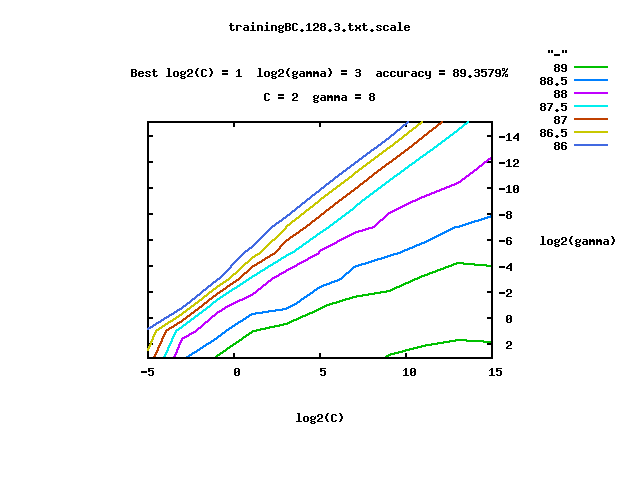 trainingBC.128.3.txt.scale
Best log2(C) = 1  log2(gamma) = 3  accuracy = 89.3579%
C = 2  gamma = 8
"-"
89
88.5
88
87.5
87
86.5
86
-14
-12
-10
-8
-6
-4
-2
0
2
log2(gamma)
-5 0 5 10 15
log2(C)